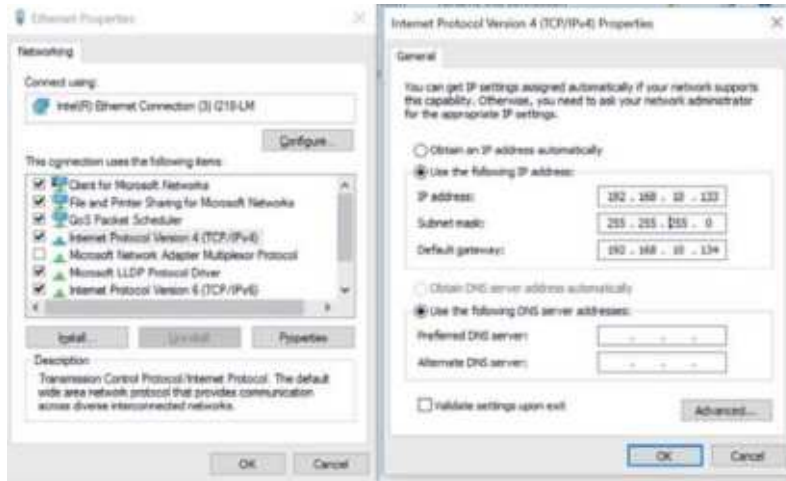 Ethernet Properties
Networking
Connect using:
Intel(R) Ethernet Connection (3) I218-LM
Configure...
This connection uses the following items:
Client for Microsoft Networks
File and Printer Sharing for Microsoft Networks
QoS Packet Scheduler
Internet Protocol Version 4 (TCP/IPv4)
Microsoft Network Adapter Multiplexor Protocol
Microsoft LLDP Protocol Driver
Internet Protocol Version 6 (TCP/IPv6)
Install...
Uninstall
Properties
Description
Transmission Control Protocol/Internet Protocol. The default
wide area network protocol that provides communication
across diverse interconnected networks.
OK
Cancel
Internet Protocol Version 4 (TCP/IPv4) Properties
General
You can get IP settings assigned automatically if your network supports
this capability. Otherwise, you need to ask your network administrator
for the appropriate IP settings.
Obtain an IP address automatically
Use the following IP address:
IP address:
192 . 168 . 10 . 133
Subnet mask:
255 . 255 . 255 . 0
Default gateway:
192 . 168 . 10 . 134
Obtain DNS server address automatically
Use the following DNS server addresses:
Preferred DNS server:
Alternate DNS server:
Validate settings upon exit
Advanced...
OK
Cancel